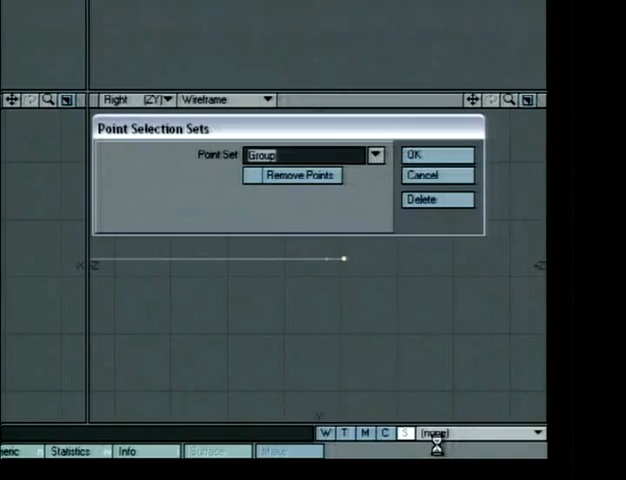 Right (ZY) Wireframe
Point Selection Sets
Point Set Group OK
Remove Points Cancel
Delete
W T M C S (none)
Statistics Info Surface Make